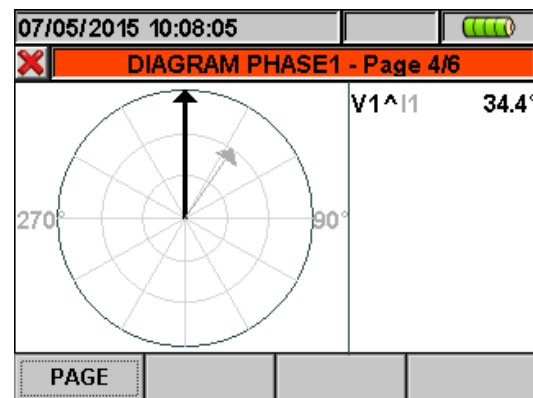 07/05/2015 10:08:05
DIAGRAM PHASE1 - Page 4/6
V1^I1 34.4°
270° 90°
PAGE